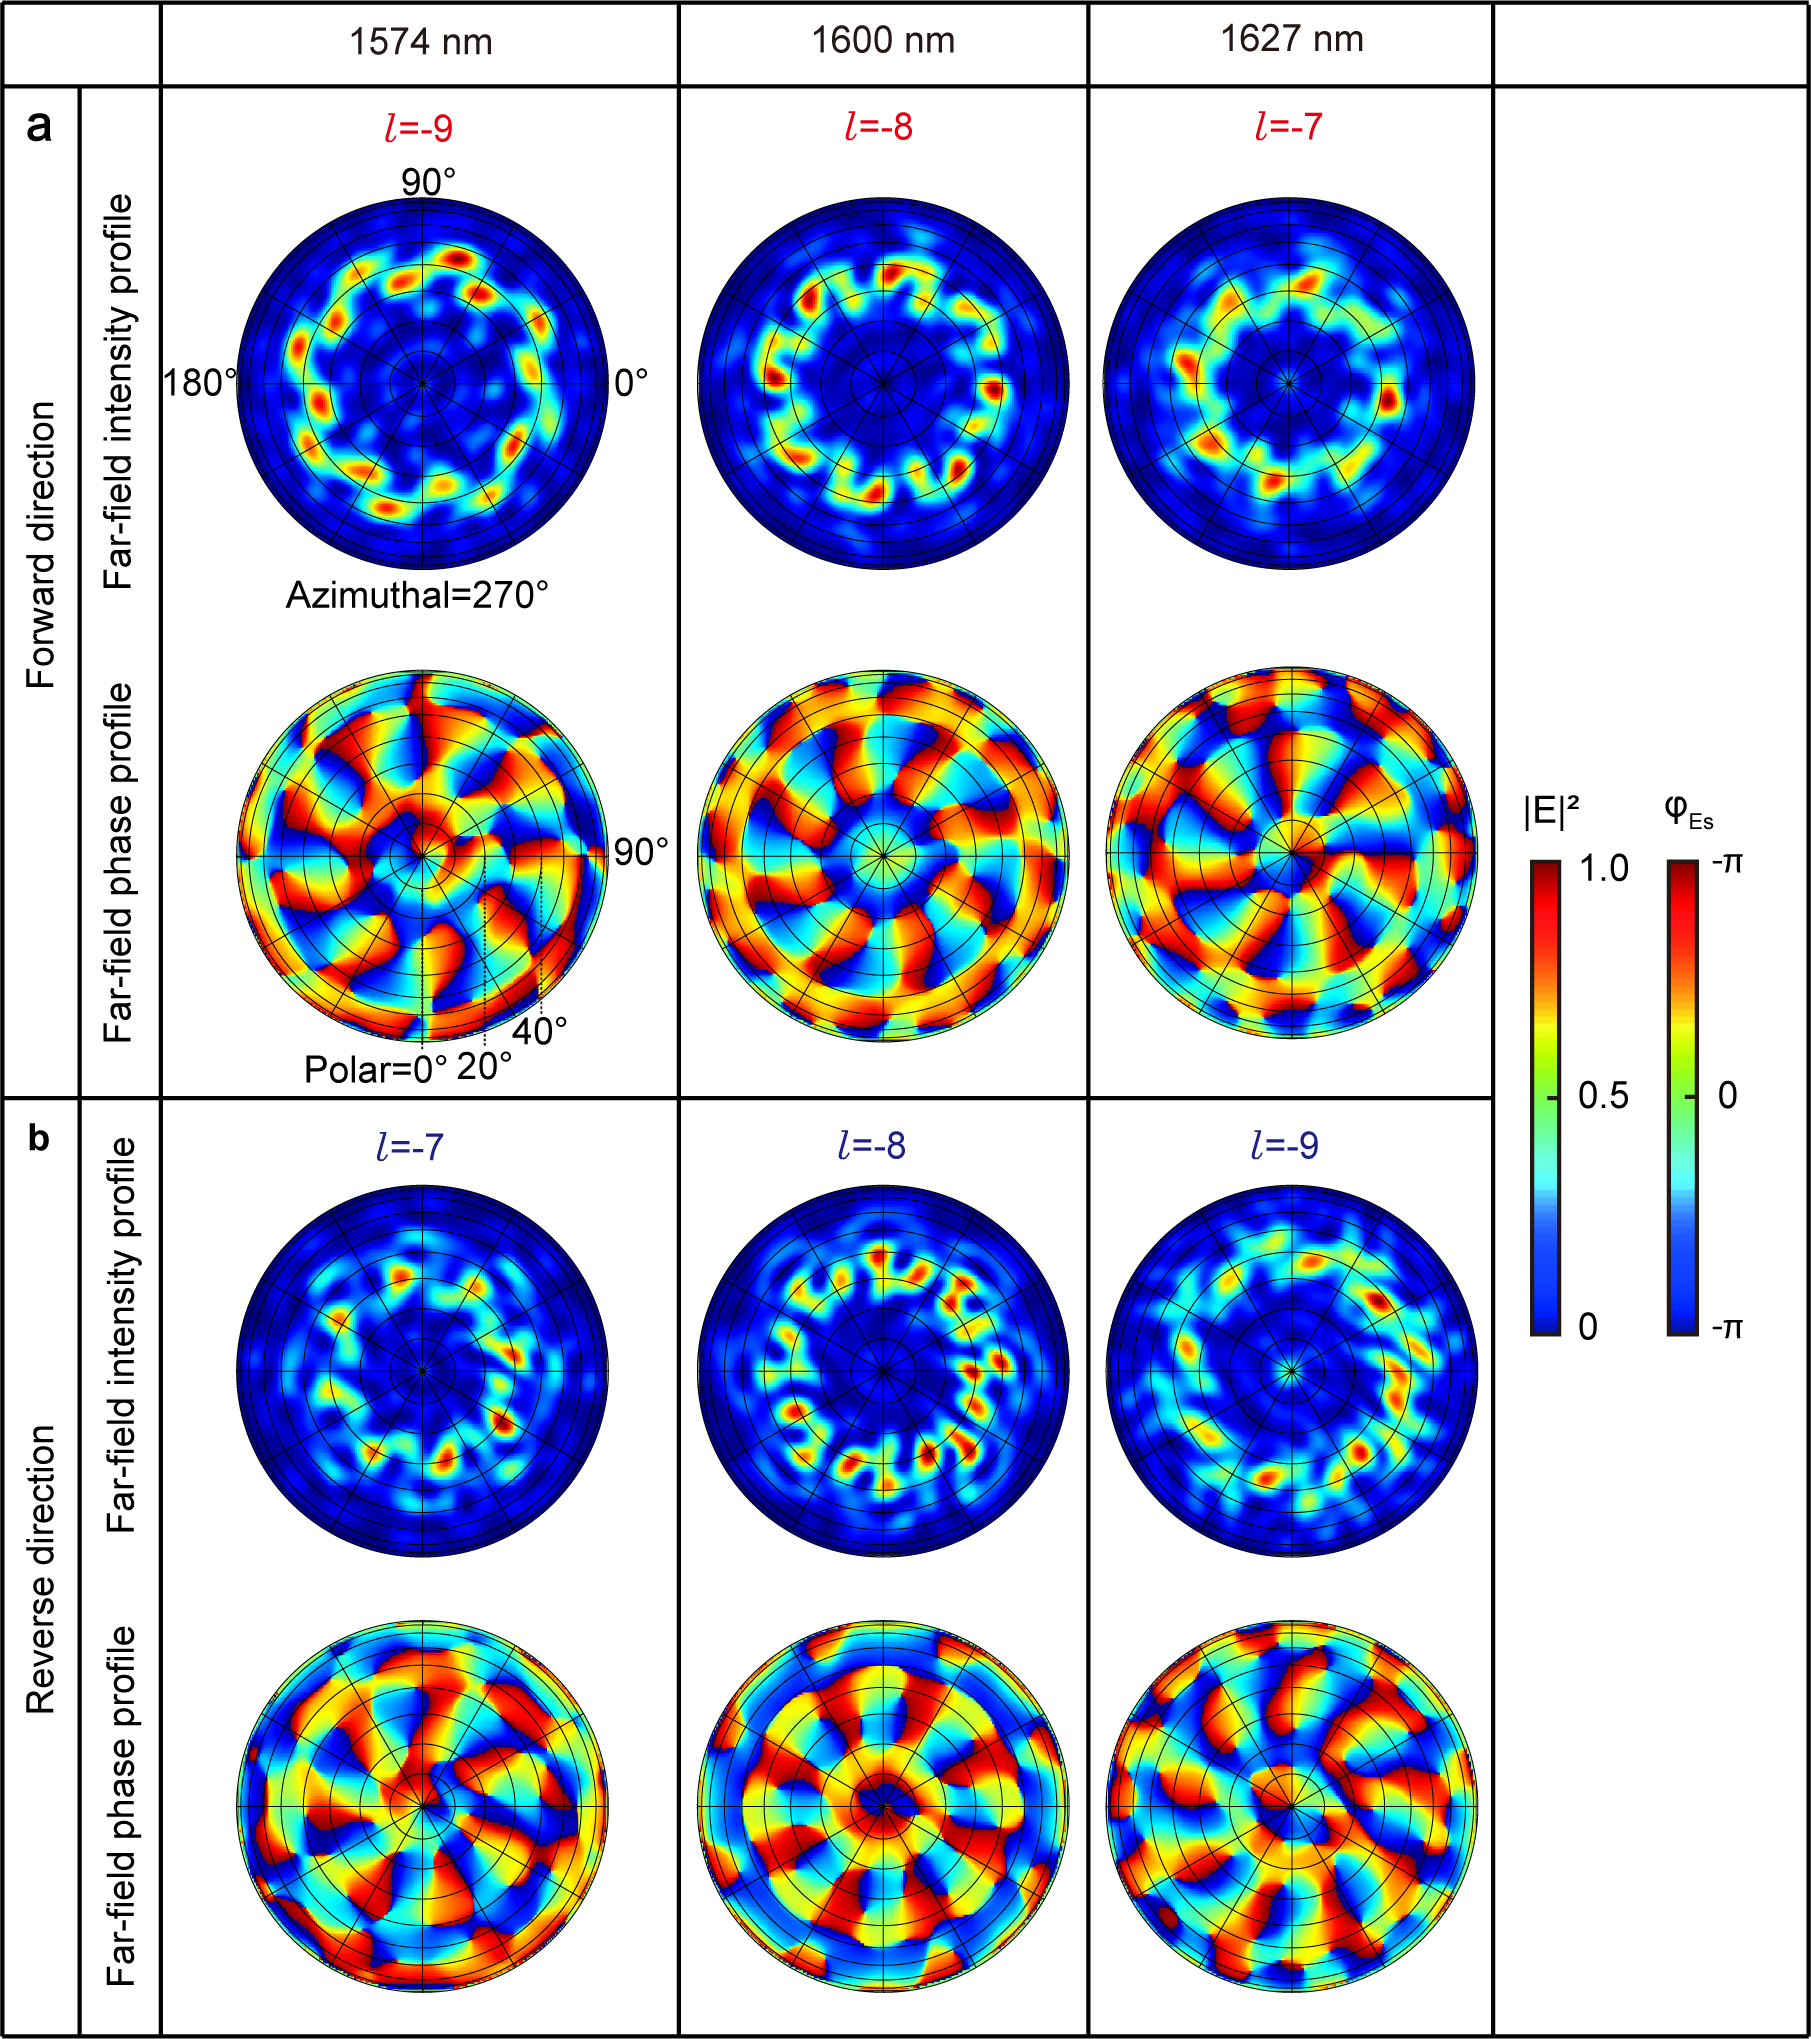 1574 nm
1600 nm
1627 nm
a
Forward direction
Far-field intensity profile
l=-9
l=-8
l=-7
90°
180°
0°
Azimuthal=270°
Far-field phase profile
90°
40°
Polar=0° 20°
|E|²
φEs
1.0
0.5
0
-π
0
-π
b
Reverse direction
Far-field intensity profile
l=-7
l=-8
l=-9
Far-field phase profile